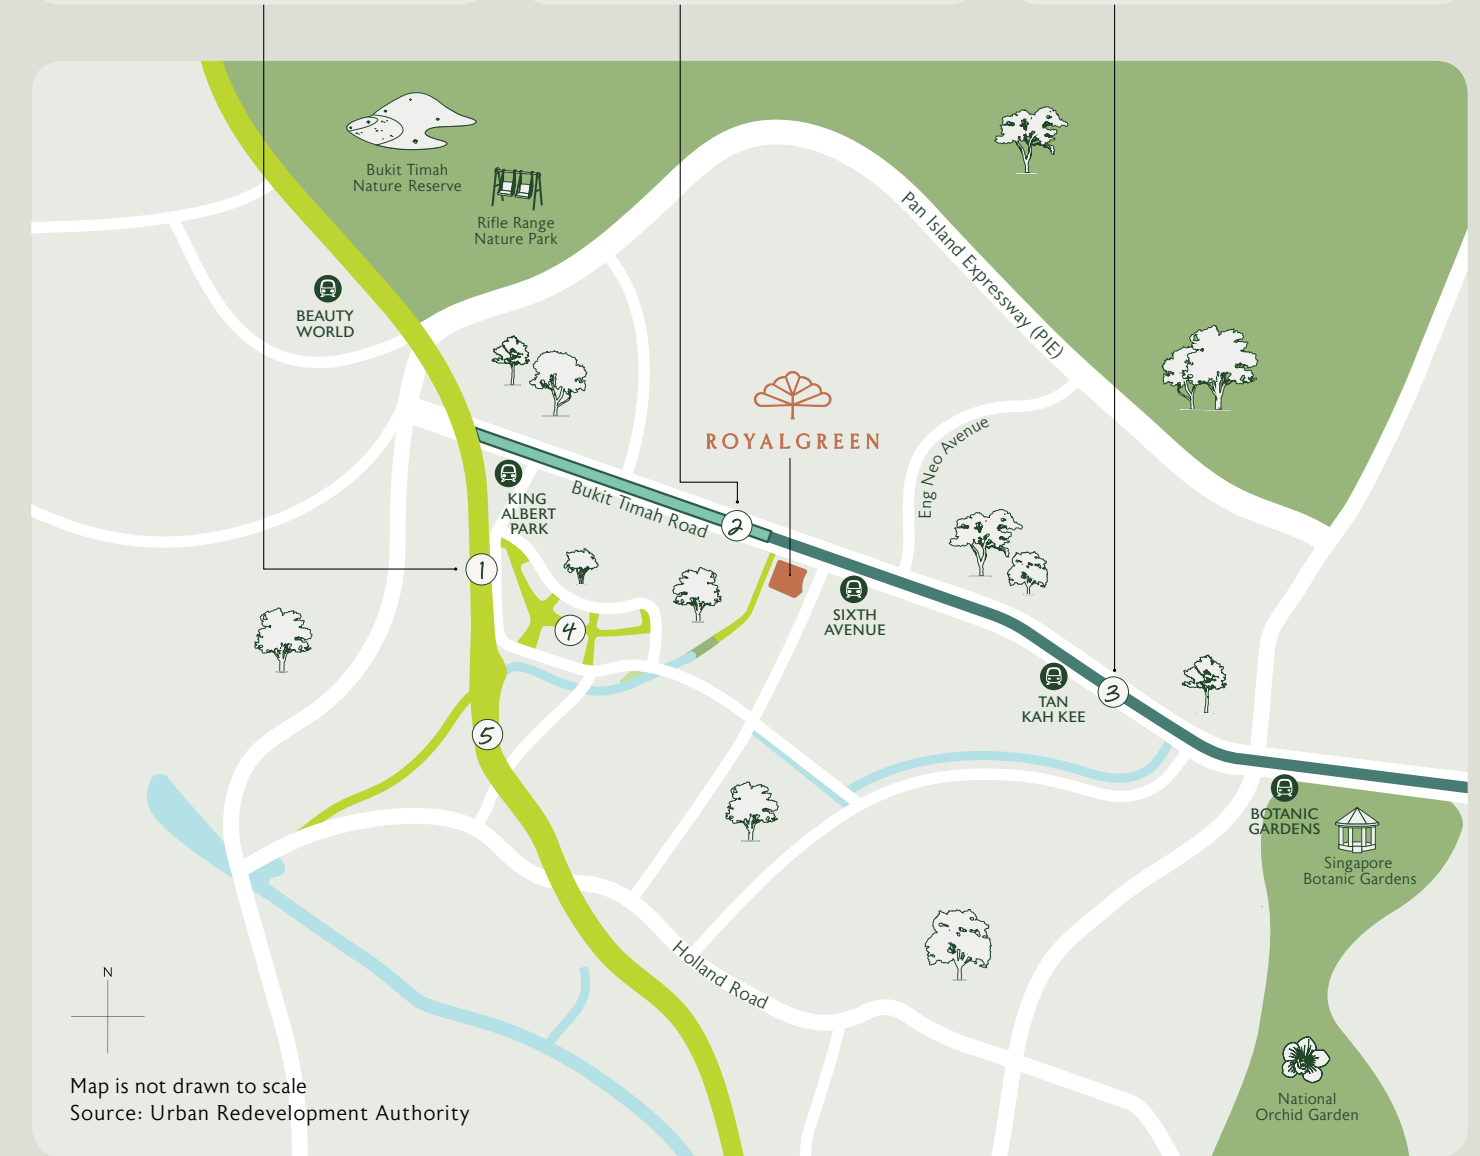 Bukit Timah
Nature Reserve
Rifle Range
Nature Park
Pan Island Expressway (PIE)
BEAUTY
WORLD
ROYALGREEN
Eng Neo Avenue
KING
ALBERT
PARK
Bukit Timah Road
2
1
SIXTH
AVENUE
4
TAN
KAH KEE
3
5
BOTANIC
GARDENS
Singapore
Botanic Gardens
Holland Road
N
National
Orchid Garden
Map is not drawn to scale
Source: Urban Redevelopment Authority